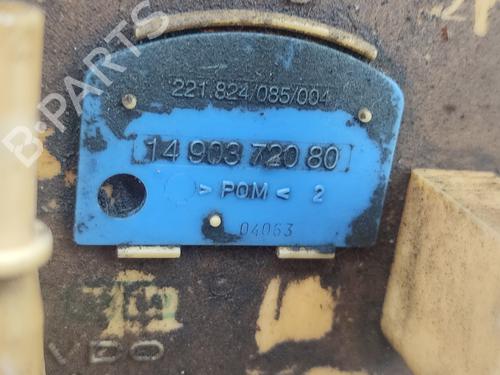 B-PARTS
221.824/085/004
14 903 720 80
> POM < 2
04063
VDO